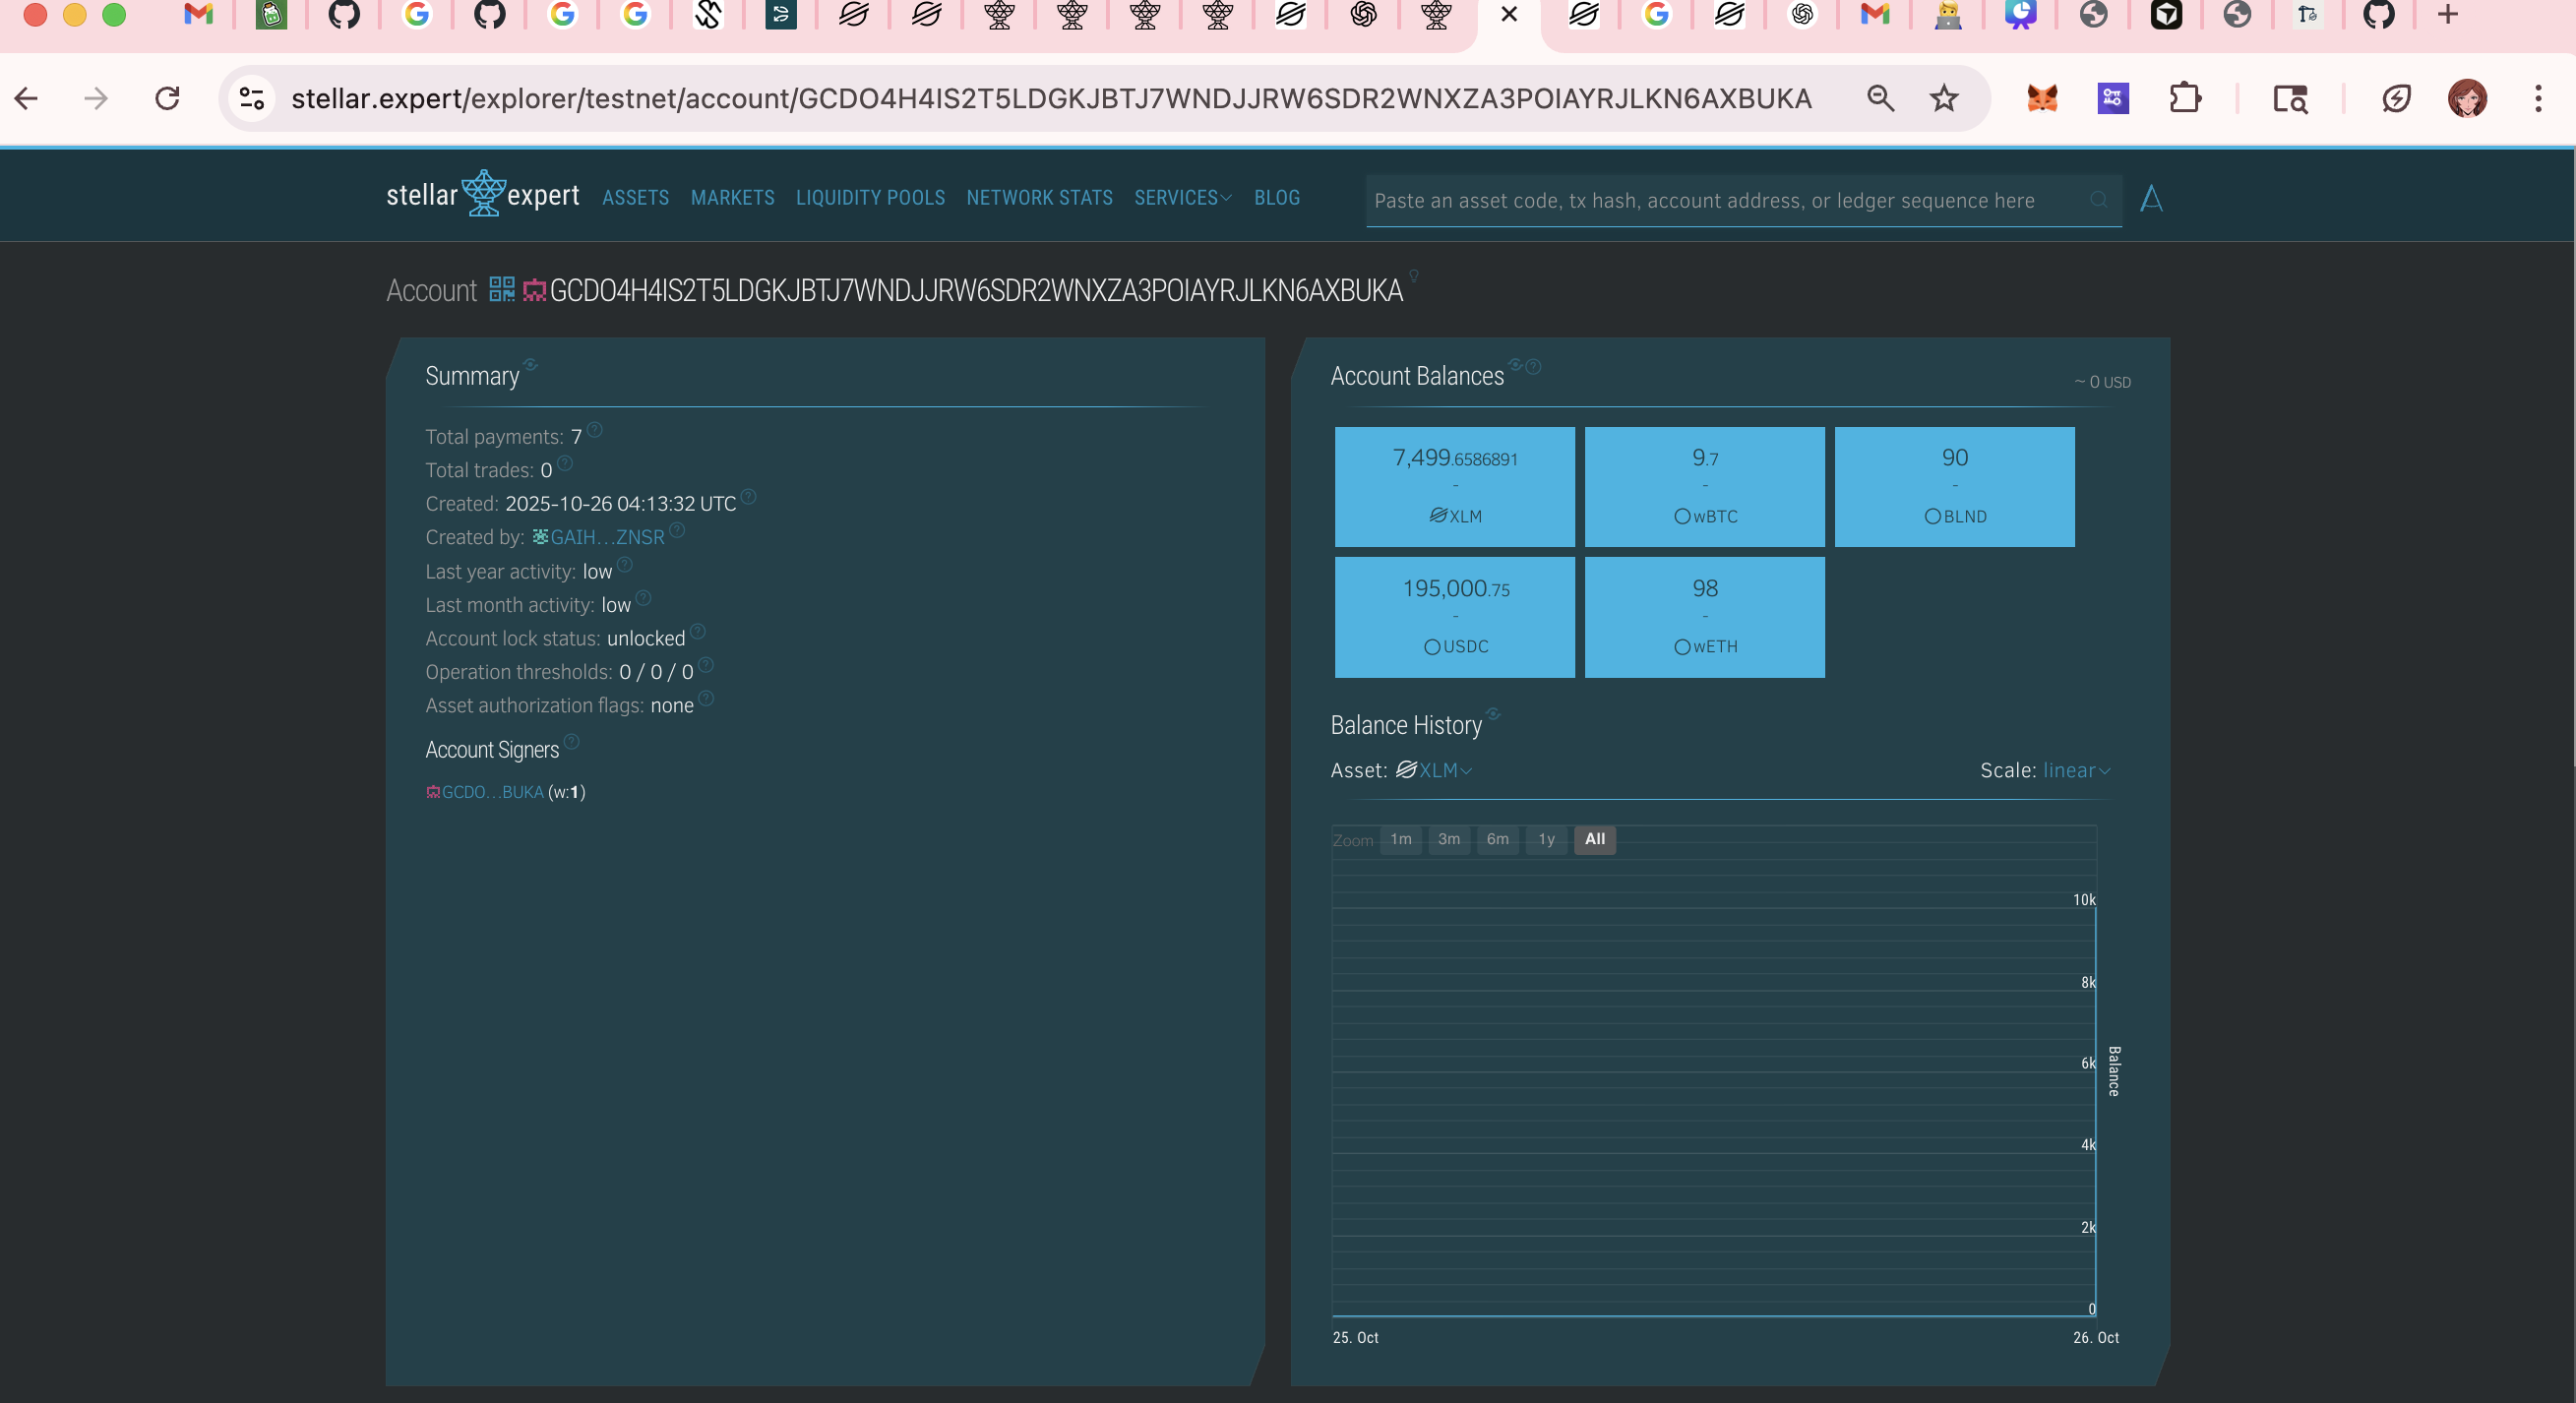 stellar.expert/explorer/testnet/account/GCDO4H4IS2T5LDGKJBTJ7WNDJJRW6SDR2WNXZA3POIAYRJLKN6AXBUKA
stellar expert ASSETS MARKETS LIQUIDITY POOLS NETWORK STATS SERVICES BLOG
Paste an asset code, tx hash, account address, or ledger sequence here
Account GCDO4H4IS2T5LDGKJBTJ7WNDJJRW6SDR2WNXZA3POIAYRJLKN6AXBUKA
Summary
Total payments: 7
Total trades: 0
Created: 2025-10-26 04:13:32 UTC
Created by: GAIH…ZNSR
Last year activity: low
Last month activity: low
Account lock status: unlocked
Operation thresholds: 0 / 0 / 0
Asset authorization flags: none
Account Signers
GCDO…BUKA (w:1)
Account Balances
~ 0 USD
7,499.6586891
-
XLM
9.7
-
wBTC
90
-
BLND
195,000.75
-
USDC
98
-
wETH
Balance History
Asset: XLM
Scale: linear
Zoom 1m 3m 6m 1y All
10k
8k
6k
4k
2k
0
Balance
25. Oct
26. Oct